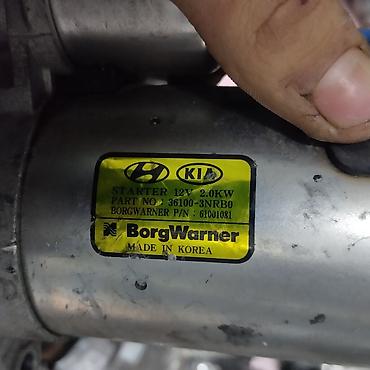 KIA
STARTER 12V 2.0KW
PART NO : 36100-3NRB0
BORGWARNER P/N : 61001081
BorgWarner
MADE IN KOREA